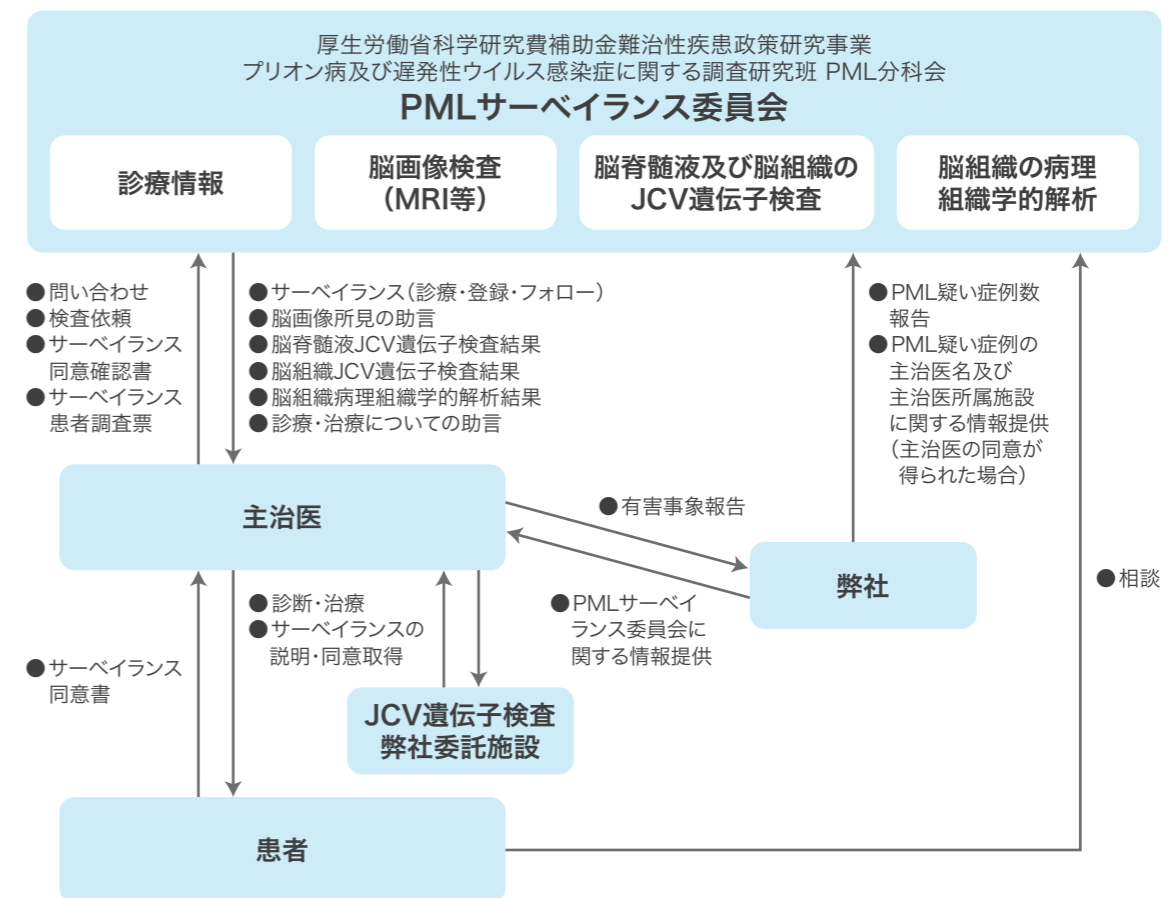 厚生労働省科学研究費補助金難治性疾患政策研究事業
プリオン病及び遅発性ウイルス感染症に関する調査研究班 PML分科会
PMLサーベイランス委員会
診療情報
脳画像検査
（MRI等）
脳脊髄液及び脳組織の
JCV遺伝子検査
脳組織の病理
組織学的解析
●問い合わせ
●検査依頼
●サーベイランス
同意確認書
●サーベイランス
患者調査票
●サーベイランス（診療・登録・フォロー）
●脳画像所見の助言
●脳脊髄液JCV遺伝子検査結果
●脳組織JCV遺伝子検査結果
●脳組織病理組織学的解析結果
●診療・治療についての助言
●PML疑い症例数
報告
●PML疑い症例の
主治医名及び
主治医所属施設
に関する情報提供
（主治医の同意が
得られた場合）
主治医
●有害事象報告
弊社
●相談
●診断・治療
●サーベイランスの
説明・同意取得
●PMLサーベイ
ランス委員会に
関する情報提供
●サーベイランス
同意書
JCV遺伝子検査
弊社委託施設
患者